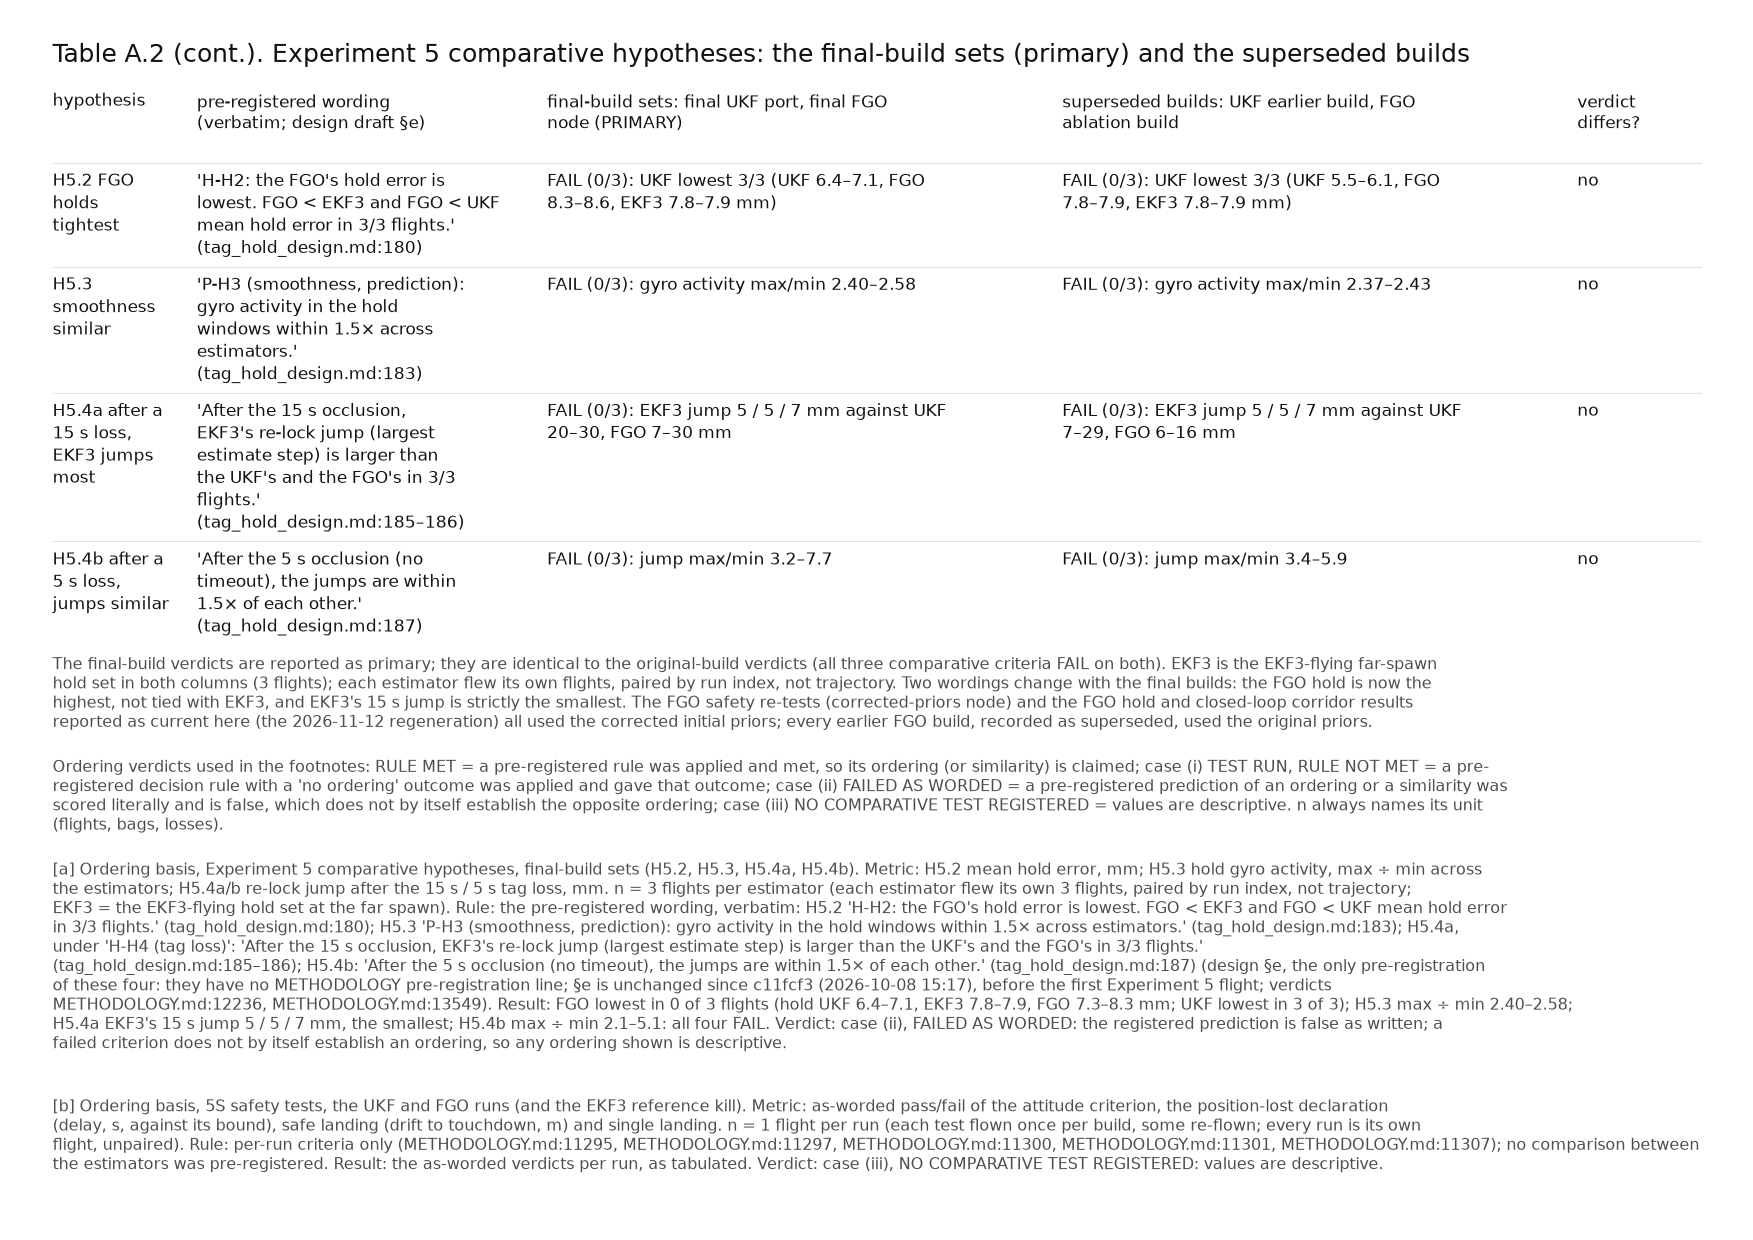 Table A.2 (cont.). Experiment 5 comparative hypotheses: the final-build sets (primary) and the superseded builds
hypothesis
pre-registered wording
(verbatim; design draft §e)
final-build sets: final UKF port, final FGO
node (PRIMARY)
superseded builds: UKF earlier build, FGO
ablation build
verdict
differs?
H5.2 FGO
holds
tightest
'H-H2: the FGO's hold error is
lowest. FGO < EKF3 and FGO < UKF
mean hold error in 3/3 flights.'
(tag_hold_design.md:180)
FAIL (0/3): UKF lowest 3/3 (UKF 6.4–7.1, FGO
8.3–8.6, EKF3 7.8–7.9 mm)
FAIL (0/3): UKF lowest 3/3 (UKF 5.5–6.1, FGO
7.8–7.9, EKF3 7.8–7.9 mm)
no
H5.3
smoothness
similar
'P-H3 (smoothness, prediction):
gyro activity in the hold
windows within 1.5× across
estimators.'
(tag_hold_design.md:183)
FAIL (0/3): gyro activity max/min 2.40–2.58
FAIL (0/3): gyro activity max/min 2.37–2.43
no
H5.4a after a
15 s loss,
EKF3 jumps
most
'After the 15 s occlusion,
EKF3's re-lock jump (largest
estimate step) is larger than
the UKF's and the FGO's in 3/3
flights.'
(tag_hold_design.md:185–186)
FAIL (0/3): EKF3 jump 5 / 5 / 7 mm against UKF
20–30, FGO 7–30 mm
FAIL (0/3): EKF3 jump 5 / 5 / 7 mm against UKF
7–29, FGO 6–16 mm
no
H5.4b after a
5 s loss,
jumps similar
'After the 5 s occlusion (no
timeout), the jumps are within
1.5× of each other.'
(tag_hold_design.md:187)
FAIL (0/3): jump max/min 3.2–7.7
FAIL (0/3): jump max/min 3.4–5.9
no
The final-build verdicts are reported as primary; they are identical to the original-build verdicts (all three comparative criteria FAIL on both). EKF3 is the EKF3-flying far-spawn
hold set in both columns (3 flights); each estimator flew its own flights, paired by run index, not trajectory. Two wordings change with the final builds: the FGO hold is now the
highest, not tied with EKF3, and EKF3's 15 s jump is strictly the smallest. The FGO safety re-tests (corrected-priors node) and the FGO hold and closed-loop corridor results
reported as current here (the 2026-11-12 regeneration) all used the corrected initial priors; every earlier FGO build, recorded as superseded, used the original priors.
Ordering verdicts used in the footnotes: RULE MET = a pre-registered rule was applied and met, so its ordering (or similarity) is claimed; case (i) TEST RUN, RULE NOT MET = a pre-
registered decision rule with a 'no ordering' outcome was applied and gave that outcome; case (ii) FAILED AS WORDED = a pre-registered prediction of an ordering or a similarity was
scored literally and is false, which does not by itself establish the opposite ordering; case (iii) NO COMPARATIVE TEST REGISTERED = values are descriptive. n always names its unit
(flights, bags, losses).
[a] Ordering basis, Experiment 5 comparative hypotheses, final-build sets (H5.2, H5.3, H5.4a, H5.4b). Metric: H5.2 mean hold error, mm; H5.3 hold gyro activity, max ÷ min across
the estimators; H5.4a/b re-lock jump after the 15 s / 5 s tag loss, mm. n = 3 flights per estimator (each estimator flew its own 3 flights, paired by run index, not trajectory;
EKF3 = the EKF3-flying hold set at the far spawn). Rule: the pre-registered wording, verbatim: H5.2 'H-H2: the FGO's hold error is lowest. FGO < EKF3 and FGO < UKF mean hold error
in 3/3 flights.' (tag_hold_design.md:180); H5.3 'P-H3 (smoothness, prediction): gyro activity in the hold windows within 1.5× across estimators.' (tag_hold_design.md:183); H5.4a,
under 'H-H4 (tag loss)': 'After the 15 s occlusion, EKF3's re-lock jump (largest estimate step) is larger than the UKF's and the FGO's in 3/3 flights.'
(tag_hold_design.md:185–186); H5.4b: 'After the 5 s occlusion (no timeout), the jumps are within 1.5× of each other.' (tag_hold_design.md:187) (design §e, the only pre-registration
of these four: they have no METHODOLOGY pre-registration line; §e is unchanged since c11fcf3 (2026-10-08 15:17), before the first Experiment 5 flight; verdicts
METHODOLOGY.md:12236, METHODOLOGY.md:13549). Result: FGO lowest in 0 of 3 flights (hold UKF 6.4–7.1, EKF3 7.8–7.9, FGO 7.3–8.3 mm; UKF lowest in 3 of 3); H5.3 max ÷ min 2.40–2.58;
H5.4a EKF3's 15 s jump 5 / 5 / 7 mm, the smallest; H5.4b max ÷ min 2.1–5.1: all four FAIL. Verdict: case (ii), FAILED AS WORDED: the registered prediction is false as written; a
failed criterion does not by itself establish an ordering, so any ordering shown is descriptive.
[b] Ordering basis, 5S safety tests, the UKF and FGO runs (and the EKF3 reference kill). Metric: as-worded pass/fail of the attitude criterion, the position-lost declaration
(delay, s, against its bound), safe landing (drift to touchdown, m) and single landing. n = 1 flight per run (each test flown once per build, some re-flown; every run is its own
flight, unpaired). Rule: per-run criteria only (METHODOLOGY.md:11295, METHODOLOGY.md:11297, METHODOLOGY.md:11300, METHODOLOGY.md:11301, METHODOLOGY.md:11307); no comparison between
the estimators was pre-registered. Result: the as-worded verdicts per run, as tabulated. Verdict: case (iii), NO COMPARATIVE TEST REGISTERED: values are descriptive.